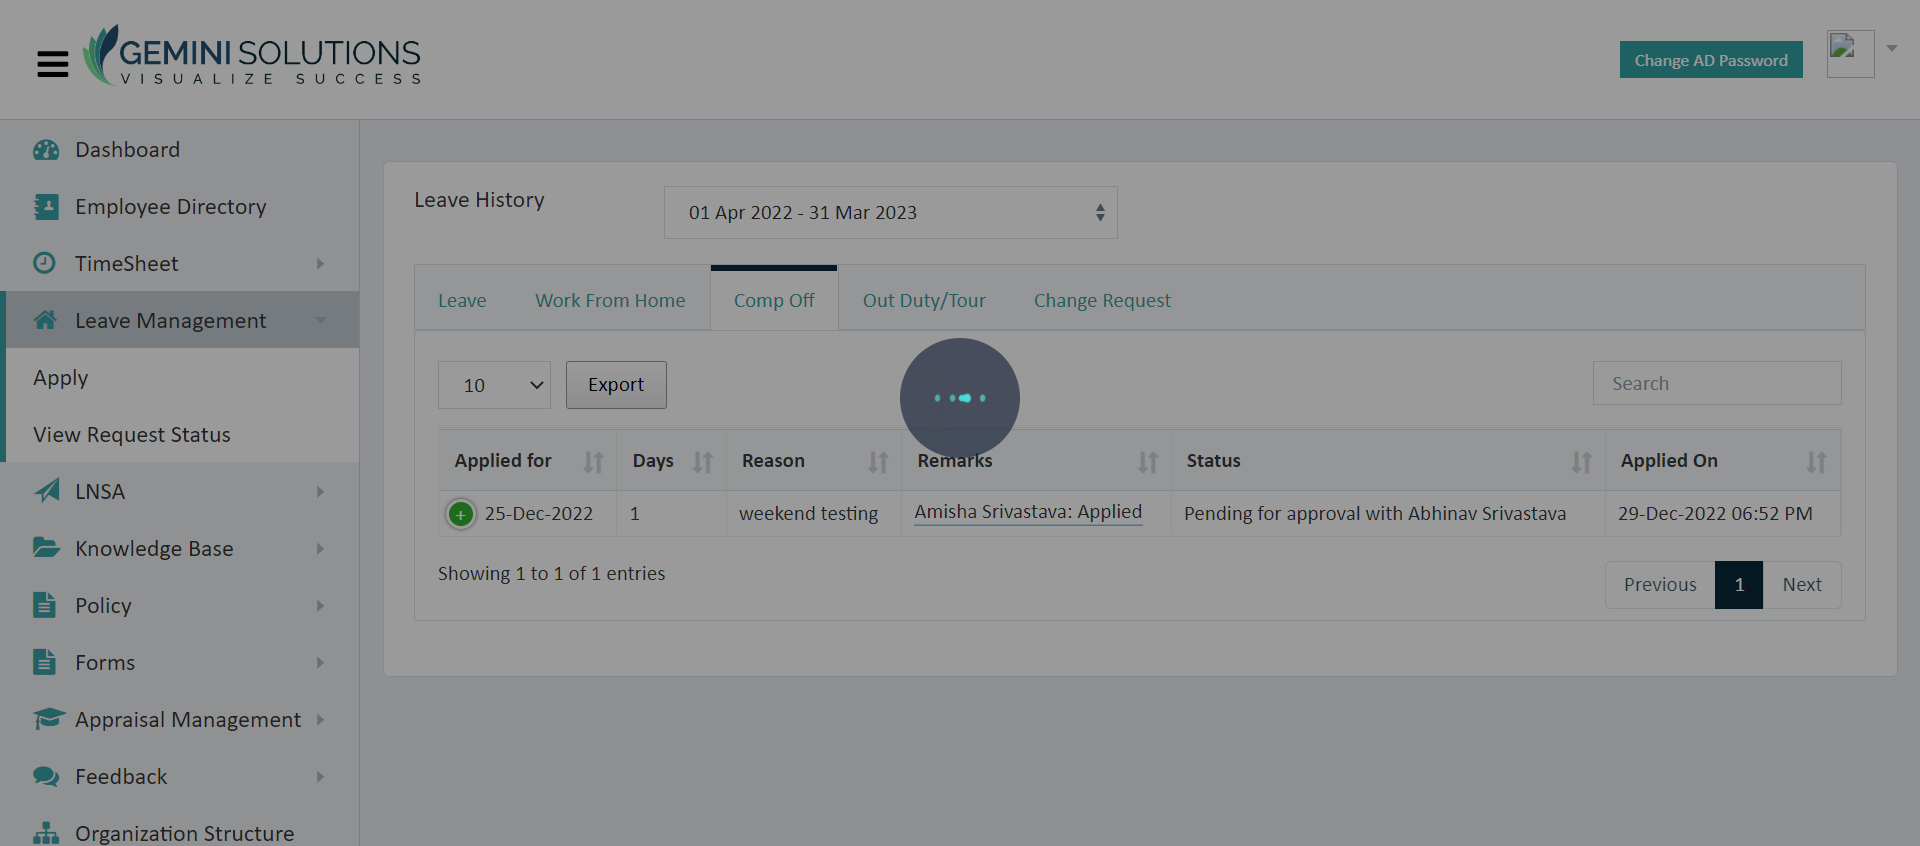 GEMINI SOLUTIONS
VISUALIZE SUCCESS
Change AD Password
Dashboard
Employee Directory
TimeSheet
Leave Management
Apply
View Request Status
LNSA
Knowledge Base
Policy
Forms
Appraisal Management
Feedback
Organization Structure
Leave History
01 Apr 2022 - 31 Mar 2023
Leave Work From Home Comp Off Out Duty/Tour Change Request
10 Export Search
Applied for Days Reason Remarks Status Applied On
25-Dec-2022 1 weekend testing Amisha Srivastava: Applied Pending for approval with Abhinav Srivastava 29-Dec-2022 06:52 PM
Showing 1 to 1 of 1 entries
Previous 1 Next